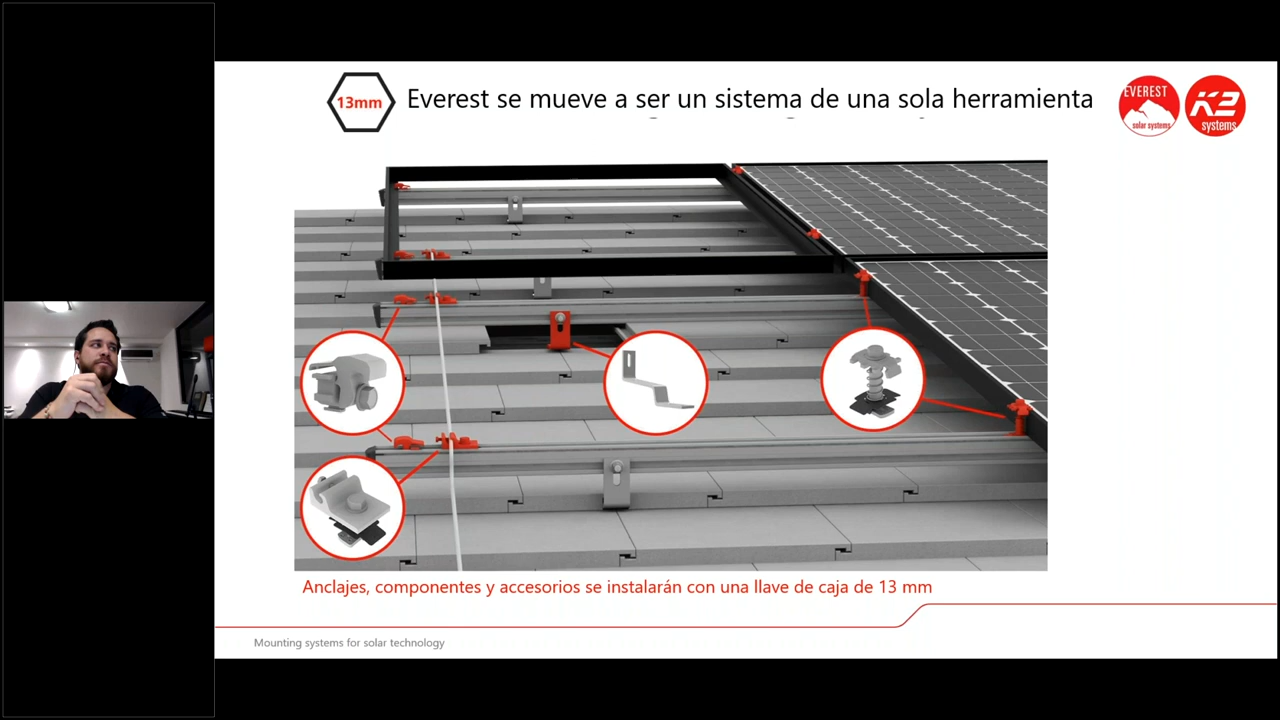 13mm
Everest se mueve a ser un sistema de una sola herramienta
EVEREST
solar systems
K2
systems
Anclajes, componentes y accesorios se instalarán con una llave de caja de 13 mm
Mounting systems for solar technology